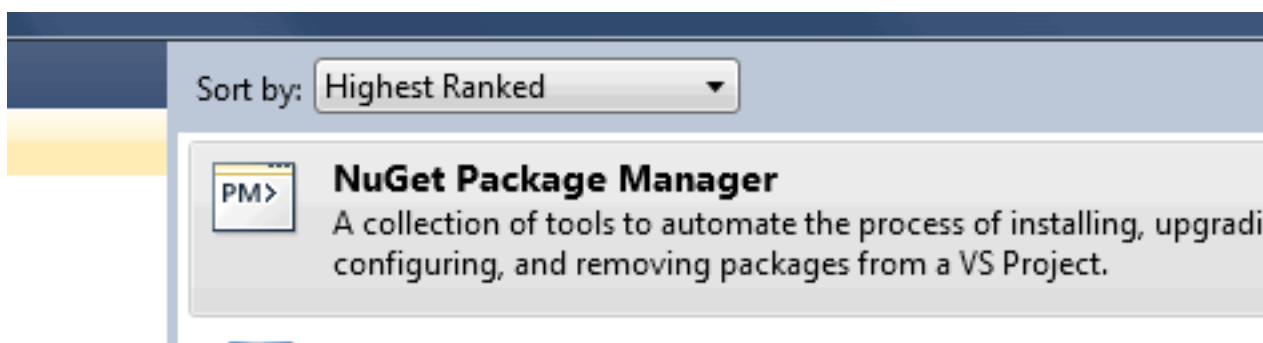 Sort by: Highest Ranked
PM>
NuGet Package Manager
A collection of tools to automate the process of installing, upgradi
configuring, and removing packages from a VS Project.